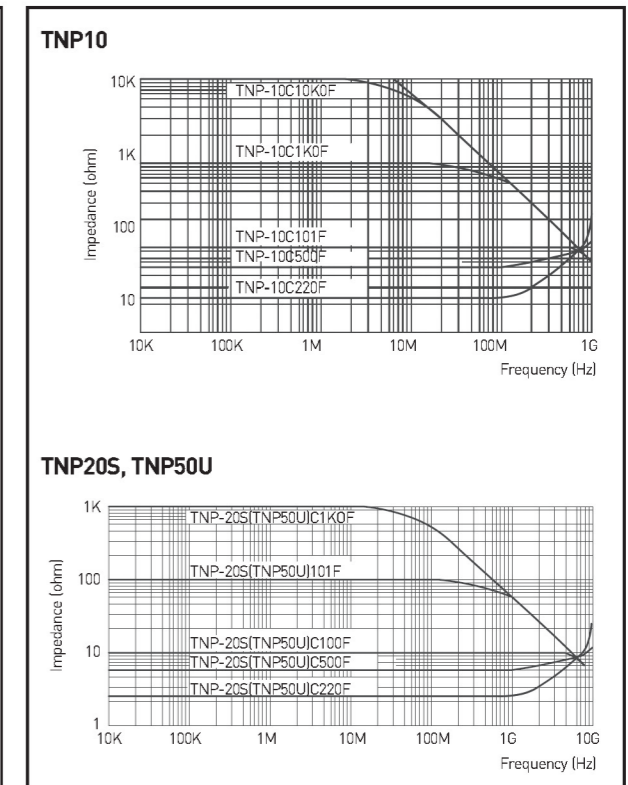 TNP10
10K
TNP-10C10K0F
1K
TNP-10C1K0F
Impedance (ohm)
100
TNP-10C101F
TNP-10C500F
TNP-10C220F
10
10K 100K 1M 10M 100M 1G
Frequency (Hz)
TNP20S, TNP50U
1K
TNP-20S(TNP50U)C1K0F
TNP-20S(TNP50U)101F
100
Impedance (ohm)
TNP-20S(TNP50U)C100F
10
TNP-20S(TNP50U)C500F
TNP-20S(TNP50U)C220F
1
10K 100K 1M 10M 100M 1G 10G
Frequency (Hz)